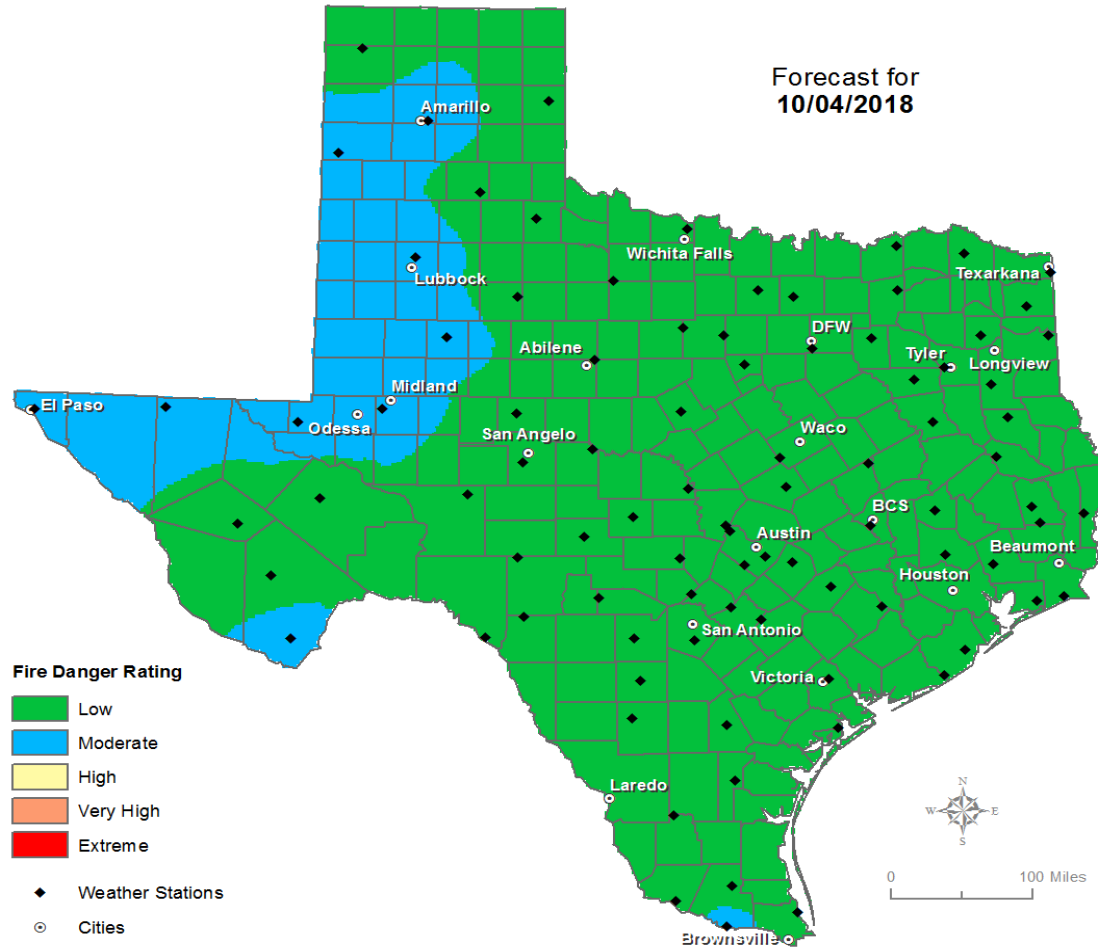 Forecast for
10/04/2018
Amarillo
Wichita Falls
Lubbock
Texarkana
DFW
Abilene
Tyler
Longview
Midland
El Paso
Odessa
San Angelo
Waco
BCS
Austin
Beaumont
Houston
San Antonio
Victoria
Laredo
Brownsville
Fire Danger Rating
Low
Moderate
High
Very High
Extreme
Weather Stations
Cities
N
W
E
S
0 100 Miles